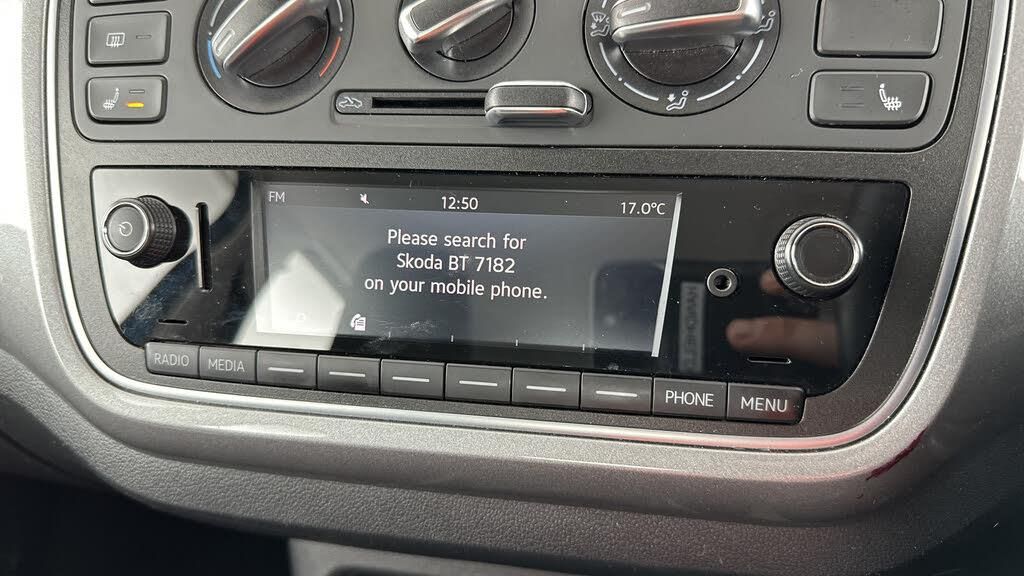 FM 12:50 17.0°C
Please search for
Skoda BT 7182
on your mobile phone.
RADIO MEDIA PHONE MENU